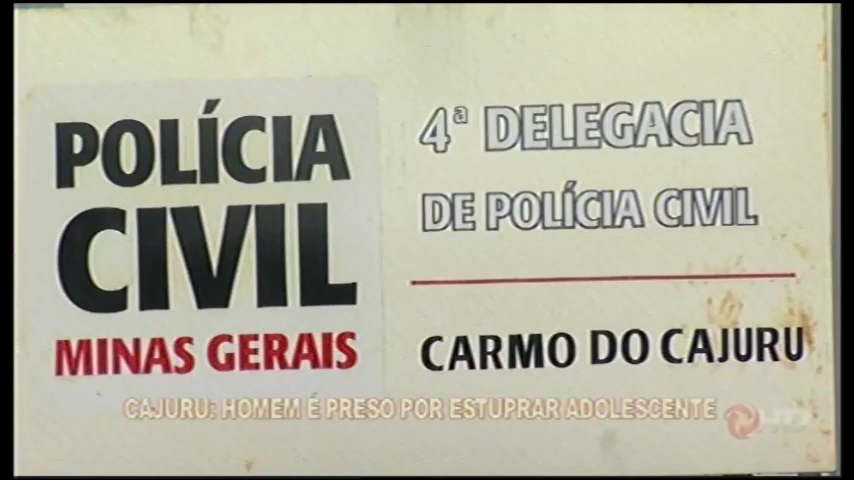 POLÍCIA
CIVIL
MINAS GERAIS
4ª DELEGACIA
DE POLÍCIA CIVIL
CARMO DO CAJURU
CAJURU: HOMEM É PRESO POR ESTUPRAR ADOLESCENTE